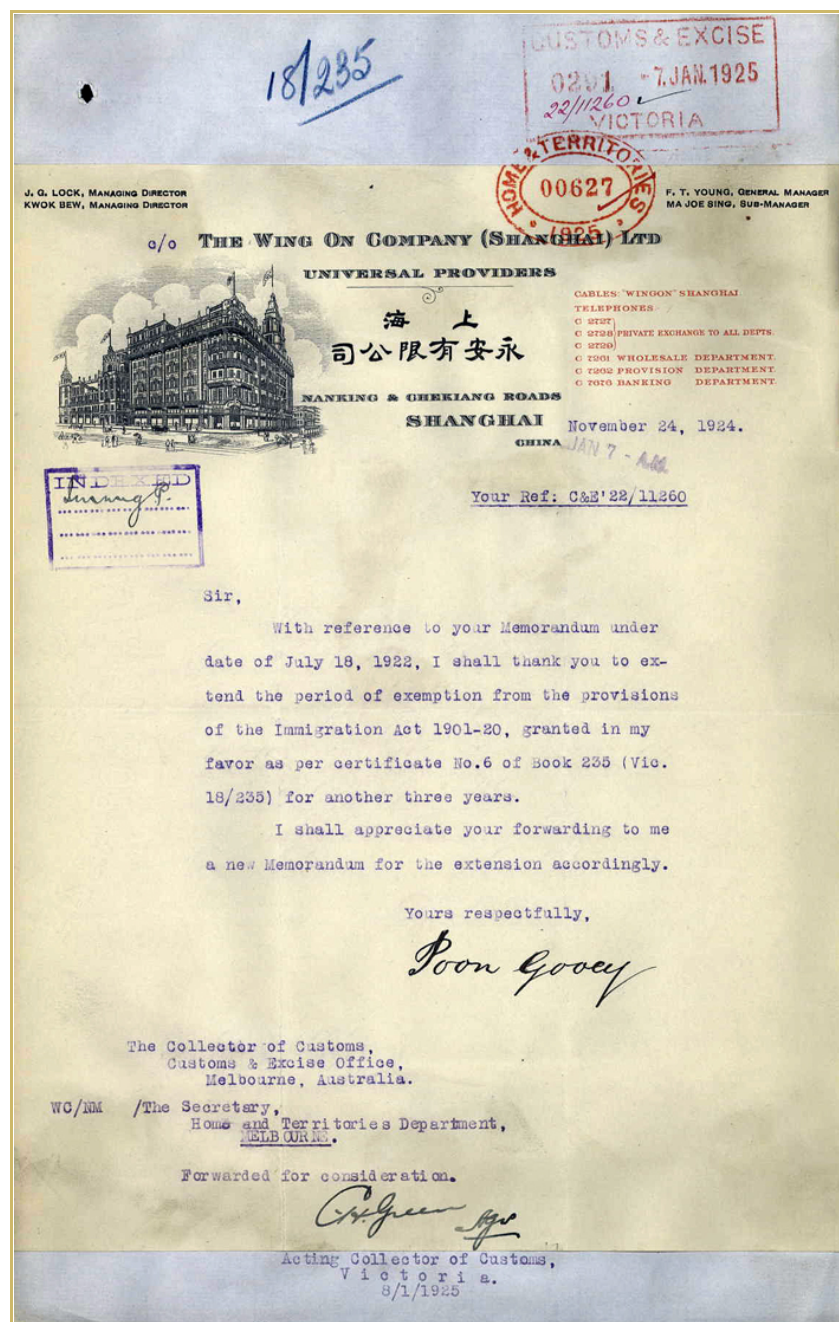 18/235
CUSTOMS & EXCISE
0291 -7.JAN.1925
22/11260
VICTORIA
HOME & TERRITORIES
00627
1925
J. G. LOCK, MANAGING DIRECTOR
KWOK BEW, MANAGING DIRECTOR
F. T. YOUNG, GENERAL MANAGER
MA JOE SING, SUB-MANAGER
c/o THE WING ON COMPANY (SHANGHAI) LTD
UNIVERSAL PROVIDERS
海 上
司公限有安永
NANKING & CHEKIANG ROADS
SHANGHAI
CHINA
CABLES: "WINGON" SHANGHAI
TELEPHONES
C 2727
C 2728 PRIVATE EXCHANGE TO ALL DEPTS.
C 2729
C 7261 WHOLESALE DEPARTMENT.
C 7262 PROVISION DEPARTMENT.
C 7676 BANKING DEPARTMENT.
November 24, 1924.
JAN 7 -
INDEXED
Your Ref: C&E'22/11260
Sir,
With reference to your Memorandum under
date of July 18, 1922, I shall thank you to ex-
tend the period of exemption from the provisions
of the Immigration Act 1901-20, granted in my
favor as per certificate No.6 of Book 235 (Vic.
18/235) for another three years.
I shall appreciate your forwarding to me
a new Memorandum for the extension accordingly.
Yours respectfully,
Poon Gooey
The Collector of Customs,
Customs & Excise Office,
Melbourne, Australia.
WC/NM /The Secretary,
Home and Territories Department,
MELBOURNE.
Forwarded for consideration.
C.H. Green
Acting Collector of Customs,
Victoria.
8/1/1925